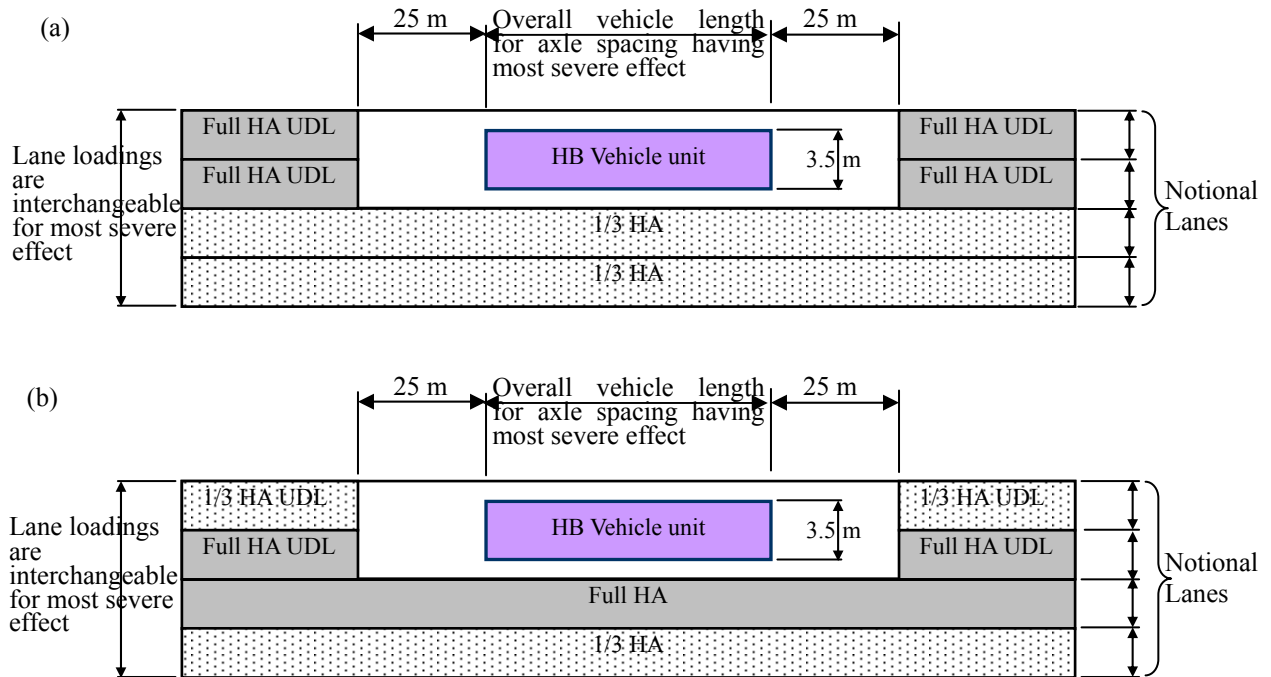 (a)
25 m
Overall vehicle length
for axle spacing having
most severe effect
25 m
Lane loadings
are
interchangeable
for most severe
effect
Full HA UDL
Full HA UDL
HB Vehicle unit
3.5 m
Full HA UDL
Full HA UDL
1/3 HA
1/3 HA
Notional
Lanes
(b)
25 m
Overall vehicle length
for axle spacing having
most severe effect
25 m
Lane loadings
are
interchangeable
for most severe
effect
1/3 HA UDL
Full HA UDL
HB Vehicle unit
3.5 m
1/3 HA UDL
Full HA UDL
Full HA
1/3 HA
Notional
Lanes